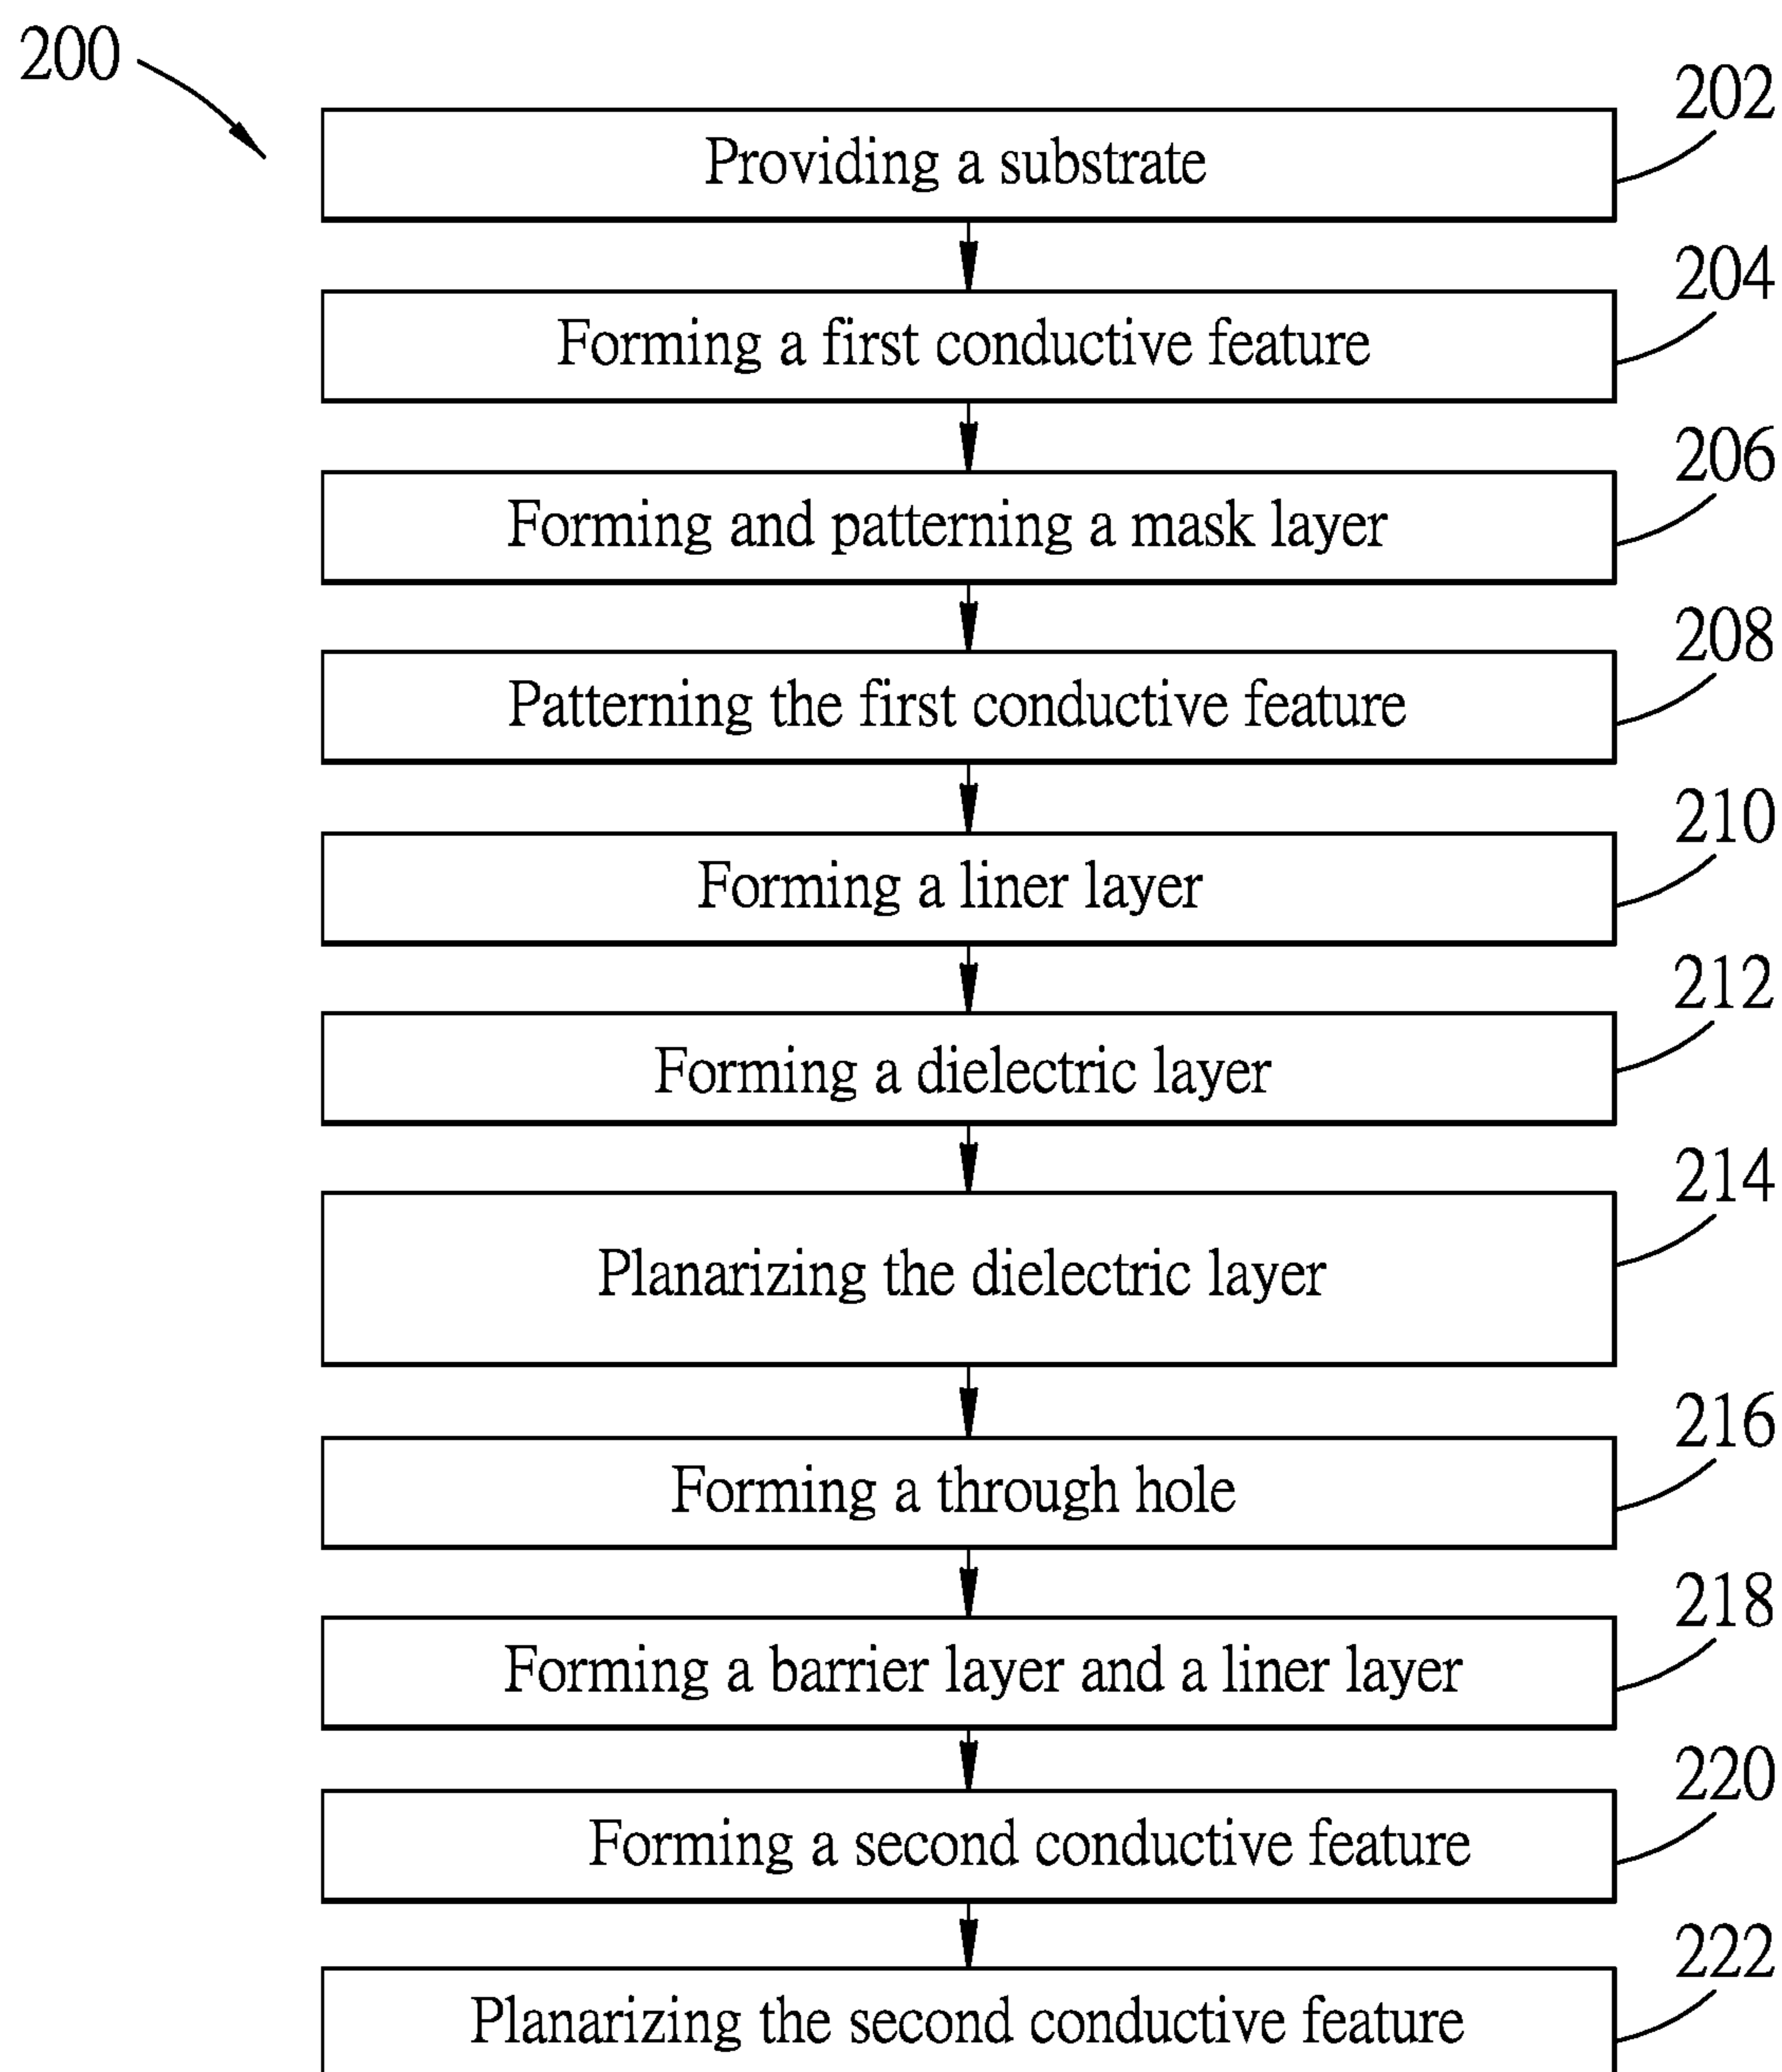 200
202
Providing a substrate
204
Forming a first conductive feature
206
Forming and patterning a mask layer
208
Patterning the first conductive feature
210
Forming a liner layer
212
Forming a dielectric layer
214
Planarizing the dielectric layer
216
Forming a through hole
218
Forming a barrier layer and a liner layer
220
Forming a second conductive feature
222
Planarizing the second conductive feature